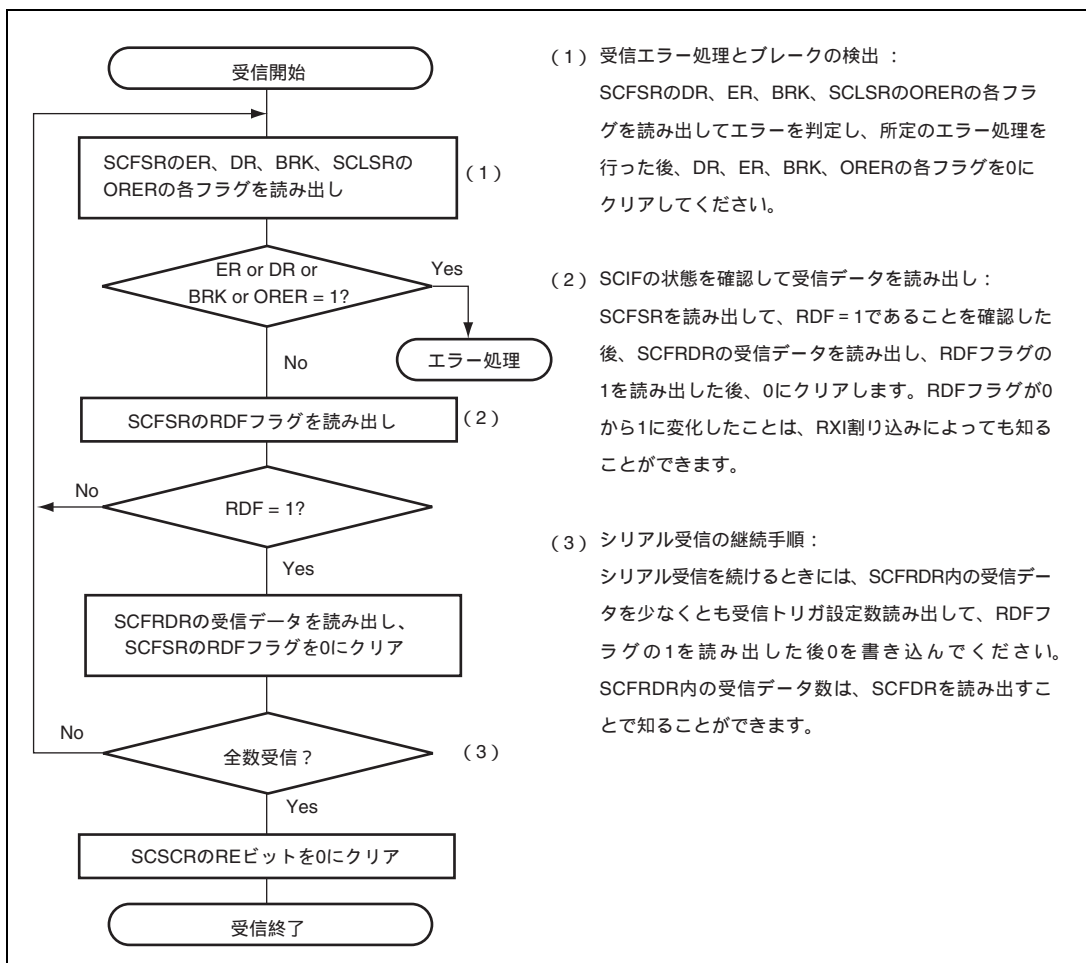 受信開始
SCFSRのER、DR、BRK、SCLSRの
ORERの各フラグを読み出し
(1)
ER or DR or
BRK or ORER = 1?
Yes
エラー処理
No
SCFSRのRDFフラグを読み出し
(2)
No
RDF = 1?
Yes
SCFRDRの受信データを読み出し、
SCFSRのRDFフラグを0にクリア
No
全数受信？
(3)
Yes
SCSCRのREビットを0にクリア
受信終了
(1) 受信エラー処理とブレークの検出：
SCFSRのDR、ER、BRK、SCLSRのORERの各フラ
グを読み出してエラーを判定し、所定のエラー処理を
行った後、DR、ER、BRK、ORERの各フラグを0に
クリアしてください。
(2) SCIFの状態を確認して受信データを読み出し：
SCFSRを読み出して、RDF = 1であることを確認した
後、SCFRDRの受信データを読み出し、RDFフラグの
1を読み出した後、0にクリアします。RDFフラグが0
から1に変化したことは、RXI割り込みによっても知る
ことができます。
(3) シリアル受信の継続手順：
シリアル受信を続けるときには、SCFRDR内の受信デー
タを少なくとも受信トリガ設定数読み出して、RDFフ
ラグの1を読み出した後0を書き込んでください。
SCFRDR内の受信データ数は、SCFDRを読み出すこ
とで知ることができます。